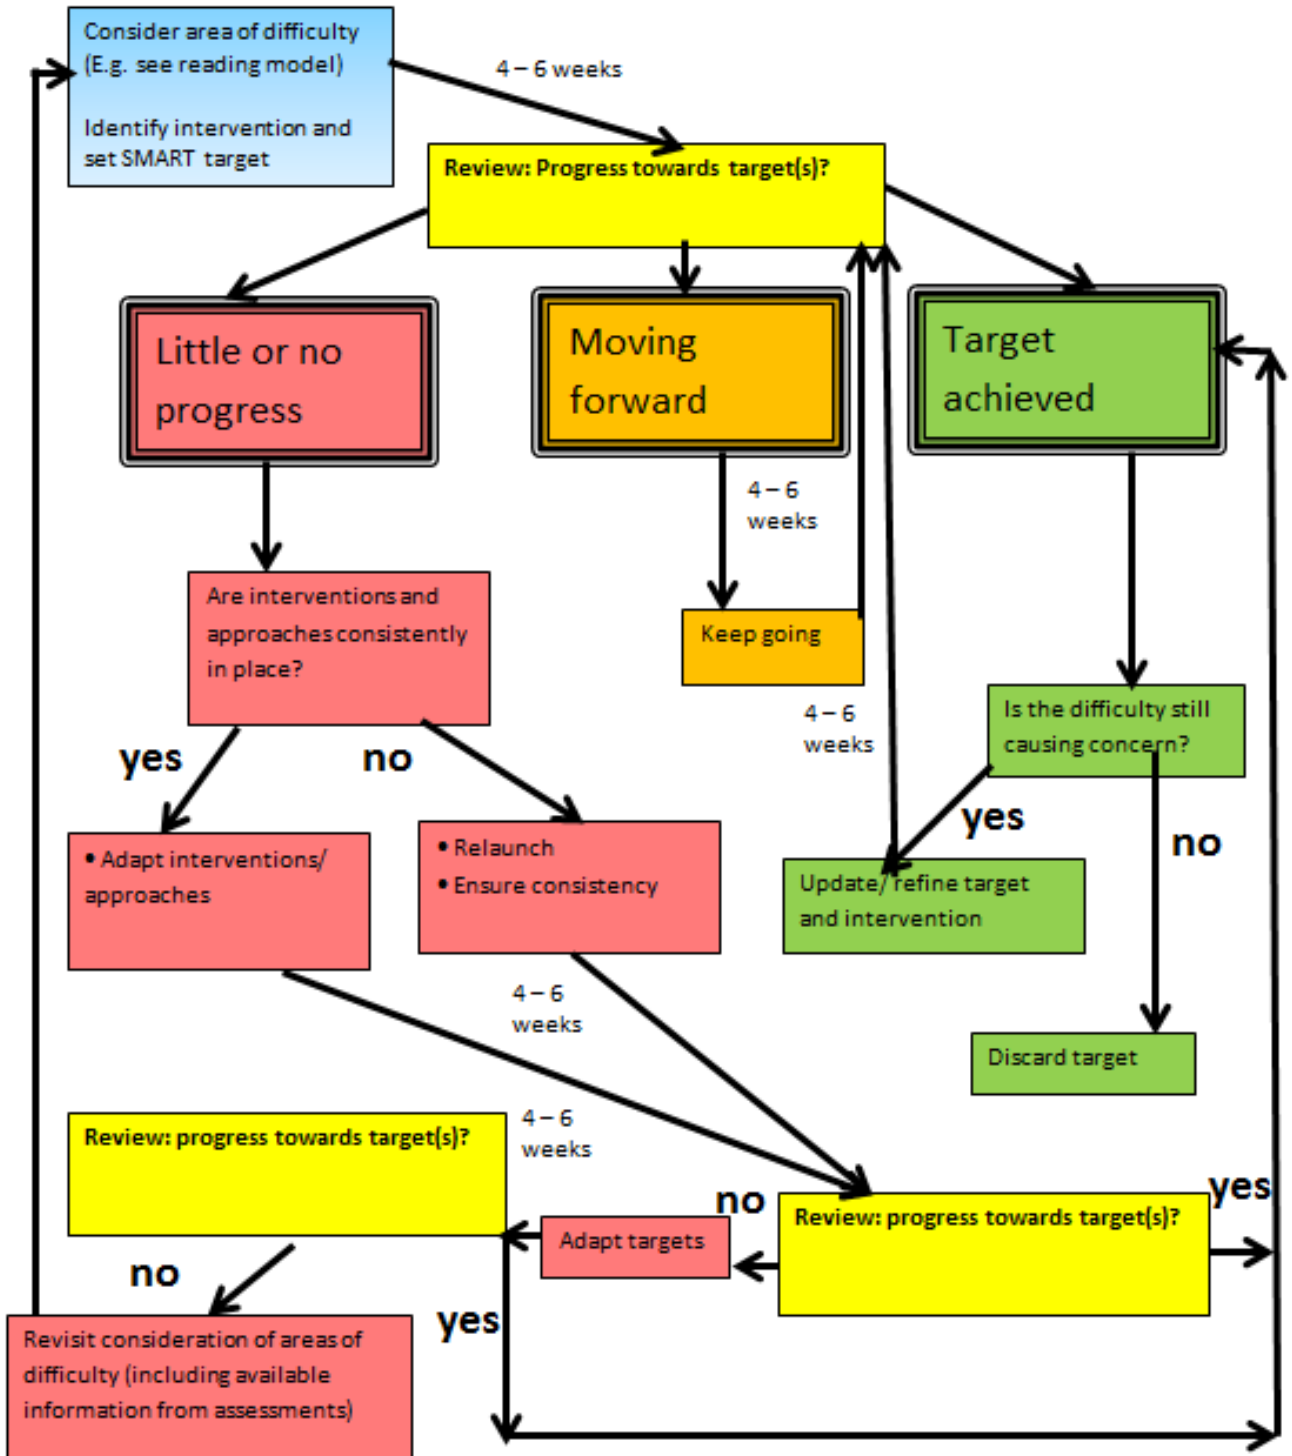 Consider area of difficulty
(E.g. see reading model)
Identify intervention and
set SMART target
4 – 6 weeks
Review: Progress towards target(s)?
Little or no
progress
Moving
forward
Target
achieved
4 – 6
weeks
Are interventions and
approaches consistently
in place?
Keep going
4 – 6
weeks
Is the difficulty still
causing concern?
yes
no
yes
no
• Adapt interventions/
approaches
• Relaunch
• Ensure consistency
Update/ refine target
and intervention
4 – 6
weeks
Discard target
4 – 6
weeks
Review: progress towards target(s)?
no
yes
Review: progress towards target(s)?
Adapt targets
no
yes
Revisit consideration of areas of
difficulty (including available
information from assessments)